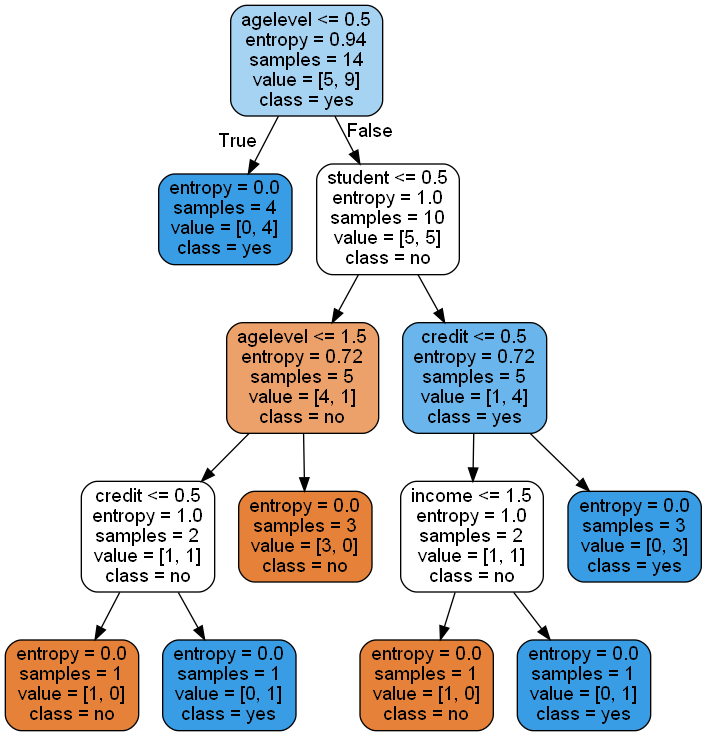 agelevel <= 0.5
entropy = 0.94
samples = 14
value = [5, 9]
class = yes
True
False
entropy = 0.0
samples = 4
value = [0, 4]
class = yes
student <= 0.5
entropy = 1.0
samples = 10
value = [5, 5]
class = no
agelevel <= 1.5
entropy = 0.72
samples = 5
value = [4, 1]
class = no
credit <= 0.5
entropy = 0.72
samples = 5
value = [1, 4]
class = yes
credit <= 0.5
entropy = 1.0
samples = 2
value = [1, 1]
class = no
entropy = 0.0
samples = 3
value = [3, 0]
class = no
income <= 1.5
entropy = 1.0
samples = 2
value = [1, 1]
class = no
entropy = 0.0
samples = 3
value = [0, 3]
class = yes
entropy = 0.0
samples = 1
value = [1, 0]
class = no
entropy = 0.0
samples = 1
value = [0, 1]
class = yes
entropy = 0.0
samples = 1
value = [1, 0]
class = no
entropy = 0.0
samples = 1
value = [0, 1]
class = yes